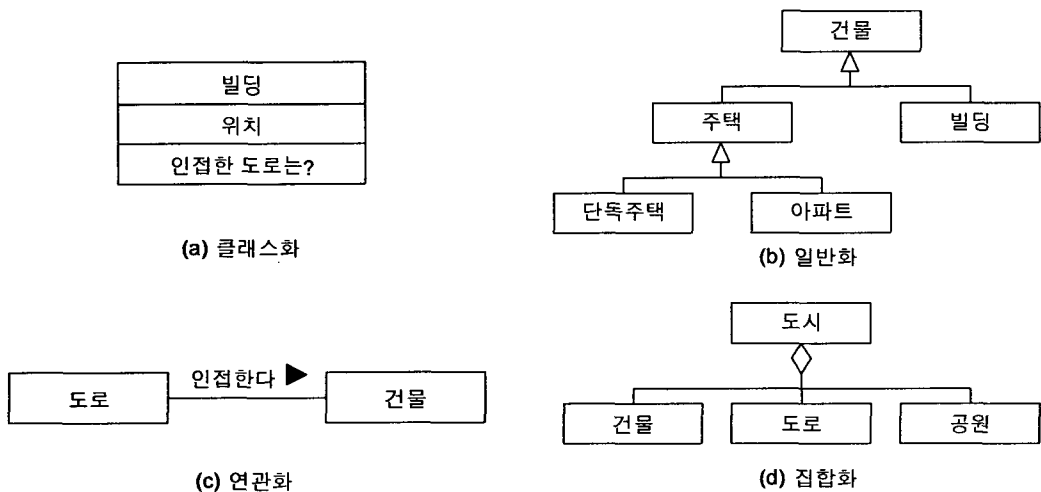 빌딩
위치
인접한 도로는?
(a) 클래스화
건물
주택
빌딩
단독주택
아파트
(b) 일반화
도로
인접한다 ▶
건물
(c) 연관화
도시
건물
도로
공원
(d) 집합화